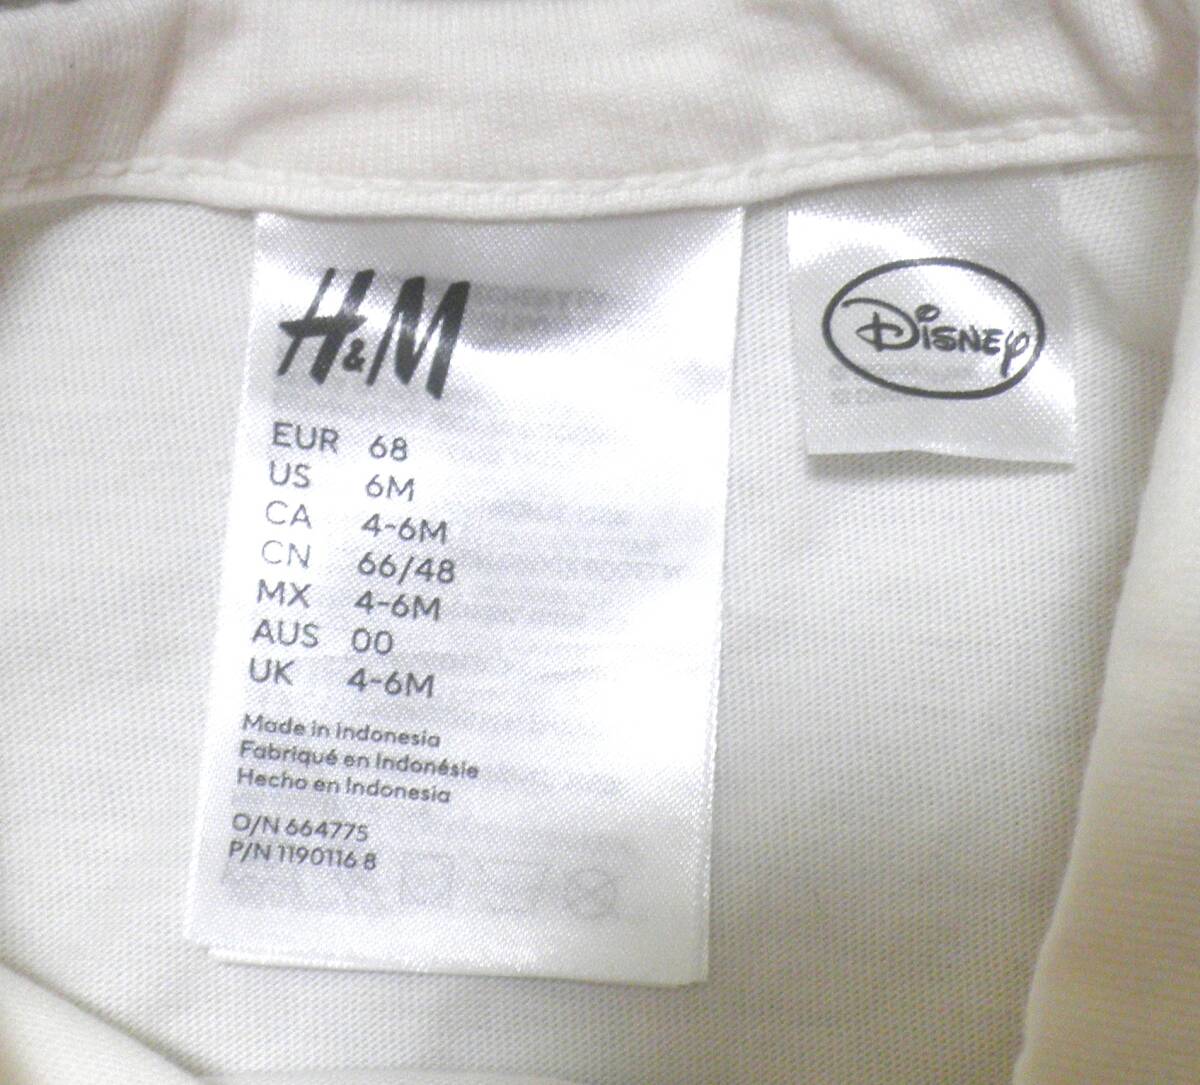 H&M
EUR 68
US 6M
CA 4-6M
CN 66/48
MX 4-6M
AUS 00
UK 4-6M
Made in Indonesia
Fabriqué en Indonésie
Hecho en Indonesia
O/N 664775
P/N 1190116 8
Disney